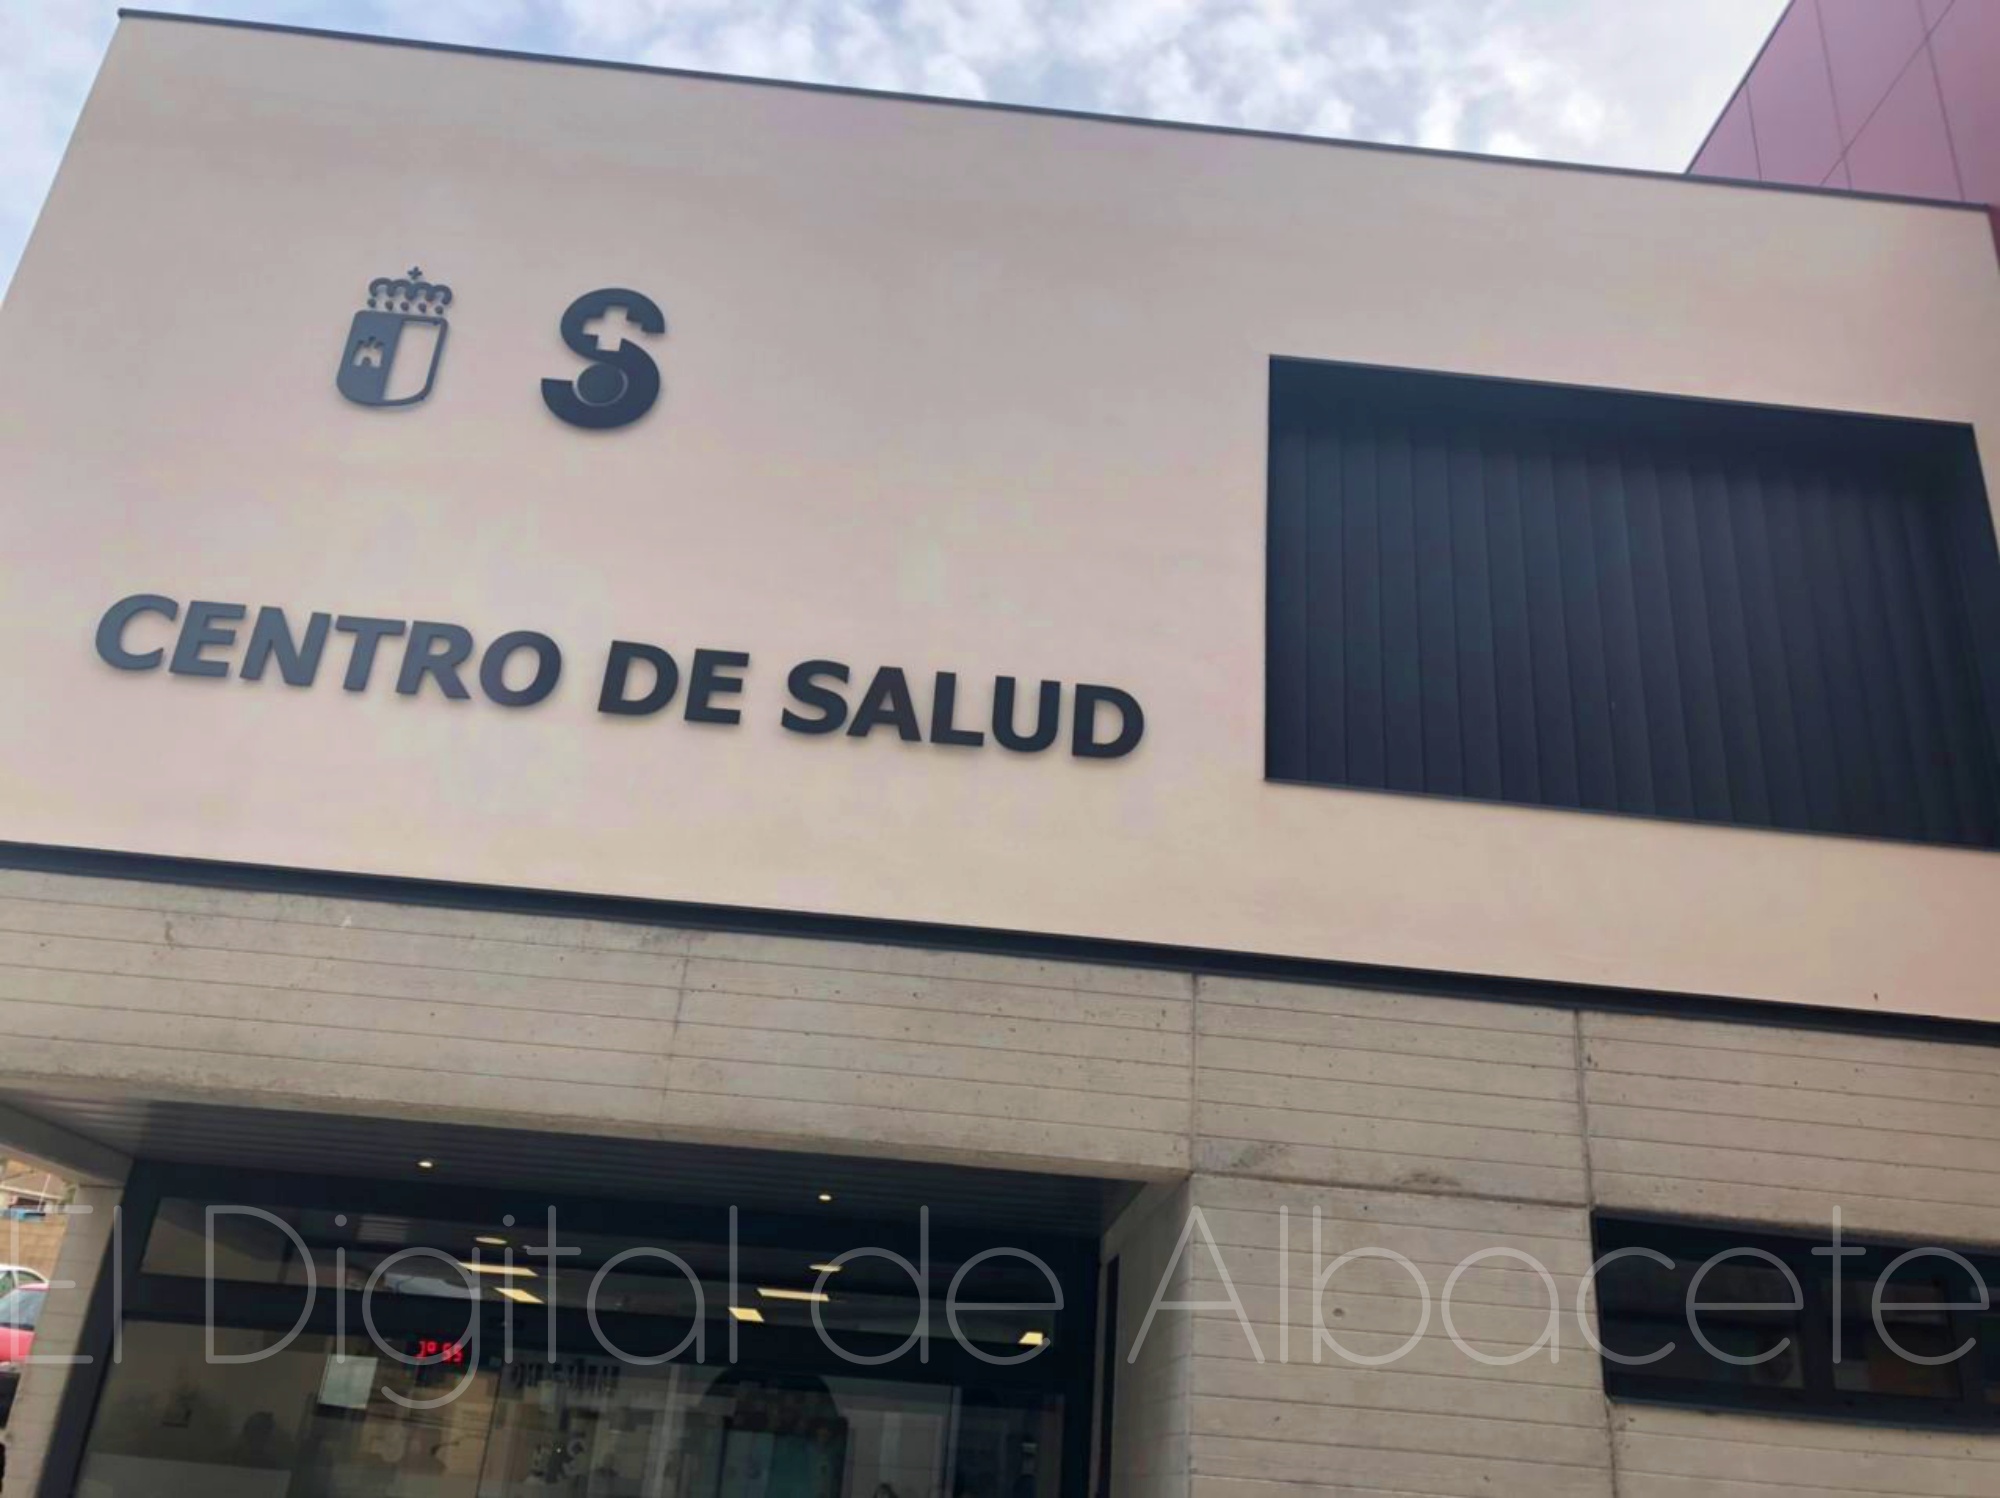 S
CENTRO DE SALUD
El Digital de Albacete